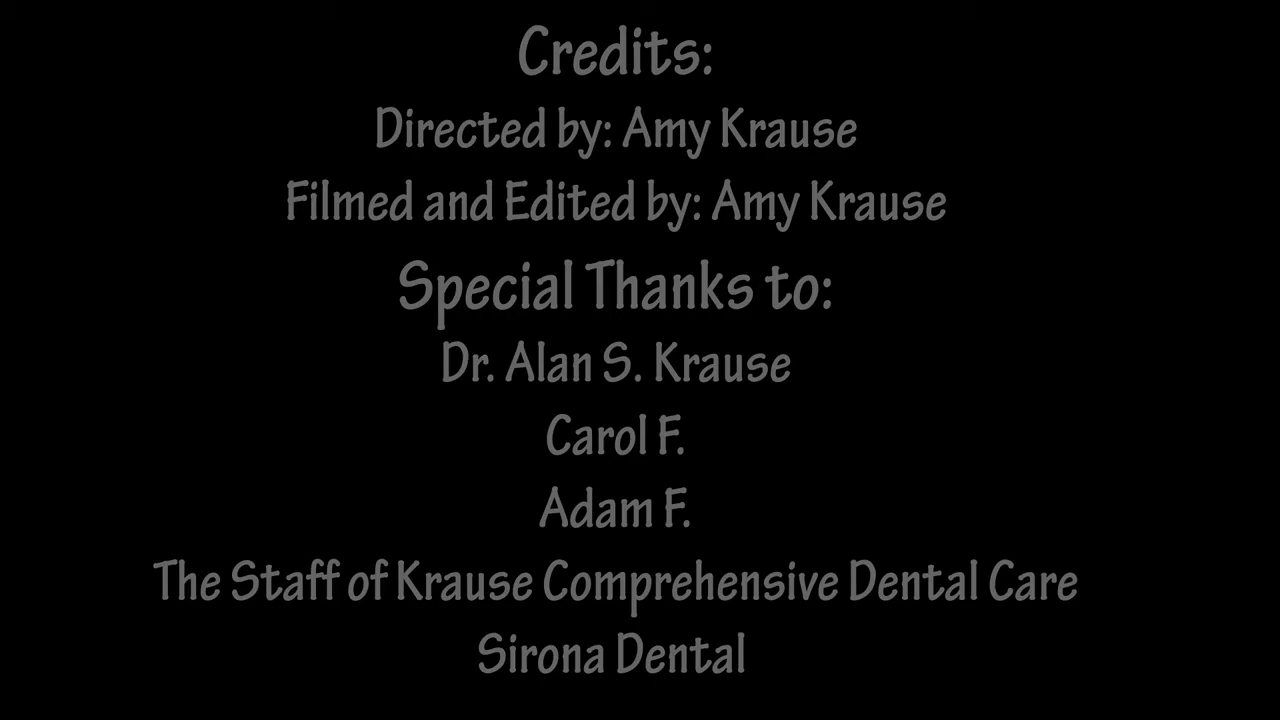 Credits:
Directed by: Amy Krause
Filmed and Edited by: Amy Krause
Special Thanks to:
Dr. Alan S. Krause
Carol F.
Adam F.
The Staff of Krause Comprehensive Dental Care
Sirona Dental